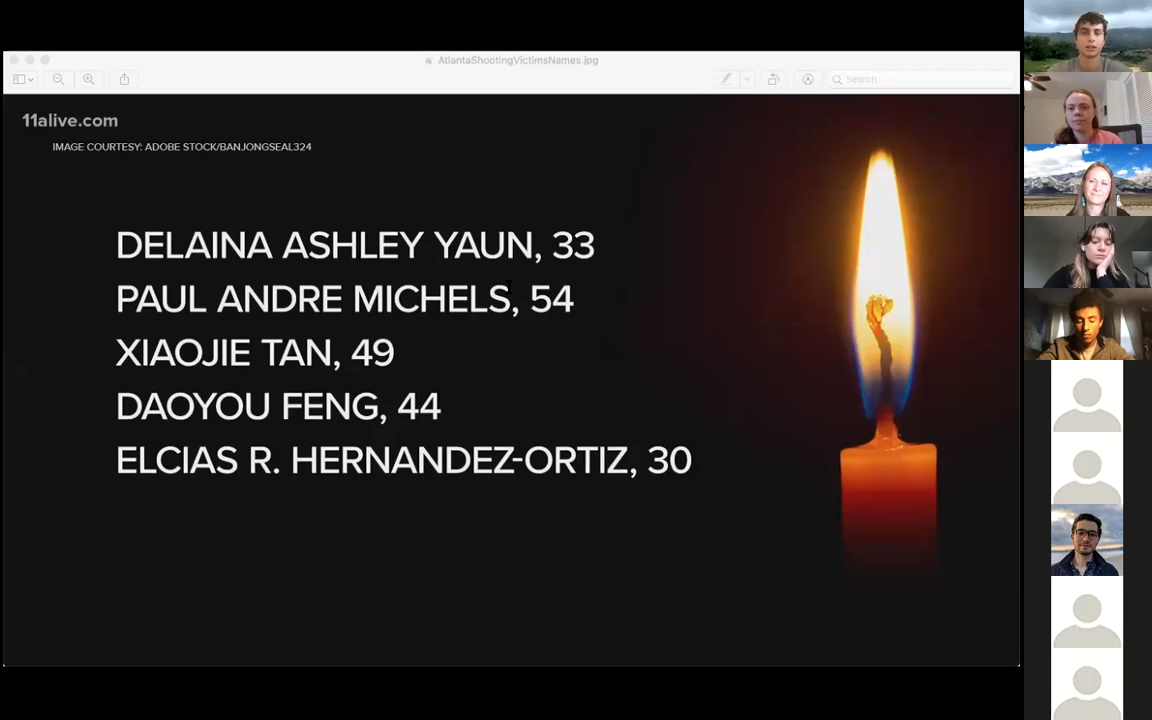 AtlantaShootingVictimsNames.jpg
Search
11alive.com
IMAGE COURTESY: ADOBE STOCK/BANJONGSEAL324
DELAINA ASHLEY YAUN, 33
PAUL ANDRE MICHELS, 54
XIAOJIE TAN, 49
DAOYOU FENG, 44
ELCIAS R. HERNANDEZ-ORTIZ, 30